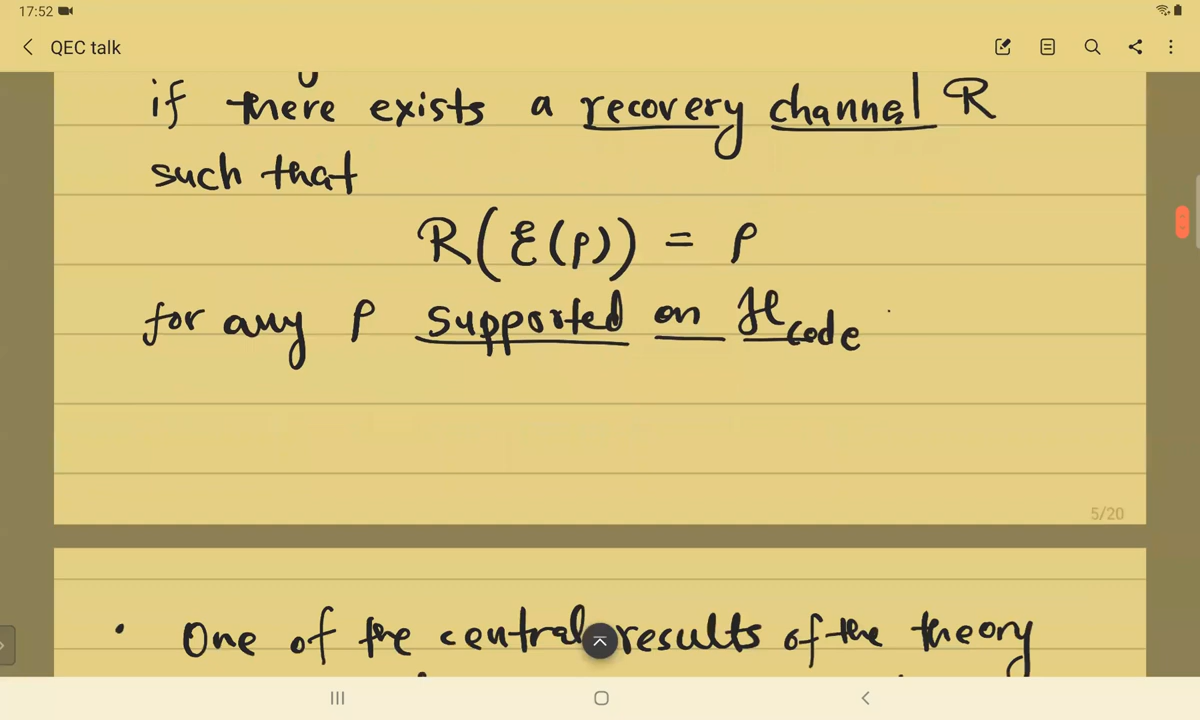 17:52
QEC talk
if there exists a recovery channel R
such that
R(ℰ(ρ)) = ρ
for any ρ supported on ℋcode
5/20
• One of the central results of the theory